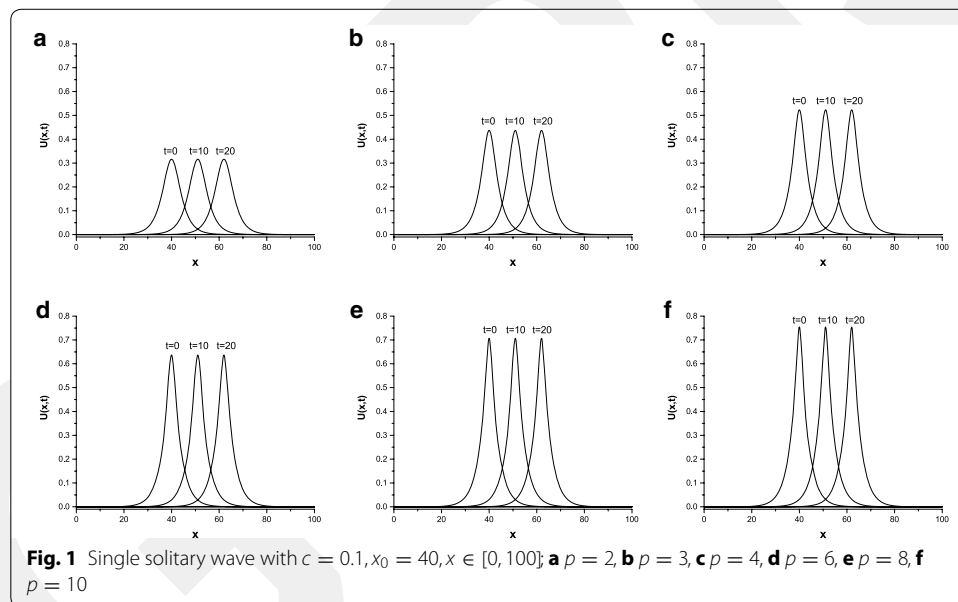 a
0.8
0.7
0.6
0.5
0.4
0.3
0.2
0.1
0.0
U(x,t)
t=0 t=10 t=20
0 20 40 60 80 100
x
b
0.8
0.7
0.6
0.5
0.4
0.3
0.2
0.1
0.0
U(x,t)
t=0 t=10 t=20
0 20 40 60 80 100
x
c
0.8
0.7
0.6
0.5
0.4
0.3
0.2
0.1
0.0
U(x,t)
t=0 t=10 t=20
0 20 40 60 80 100
x
d
0.8
0.7
0.6
0.5
0.4
0.3
0.2
0.1
0.0
U(x,t)
t=0 t=10 t=20
0 20 40 60 80 100
x
e
0.8
0.7
0.6
0.5
0.4
0.3
0.2
0.1
0.0
U(x,t)
t=0 t=10 t=20
0 20 40 60 80 100
x
f
0.8
0.7
0.6
0.5
0.4
0.3
0.2
0.1
0.0
U(x,t)
t=0 t=10 t=20
0 20 40 60 80 100
x
Fig. 1 Single solitary wave with c = 0.1, x₀ = 40, x ∈ [0, 100]; a p = 2, b p = 3, c p = 4, d p = 6, e p = 8, f
p = 10